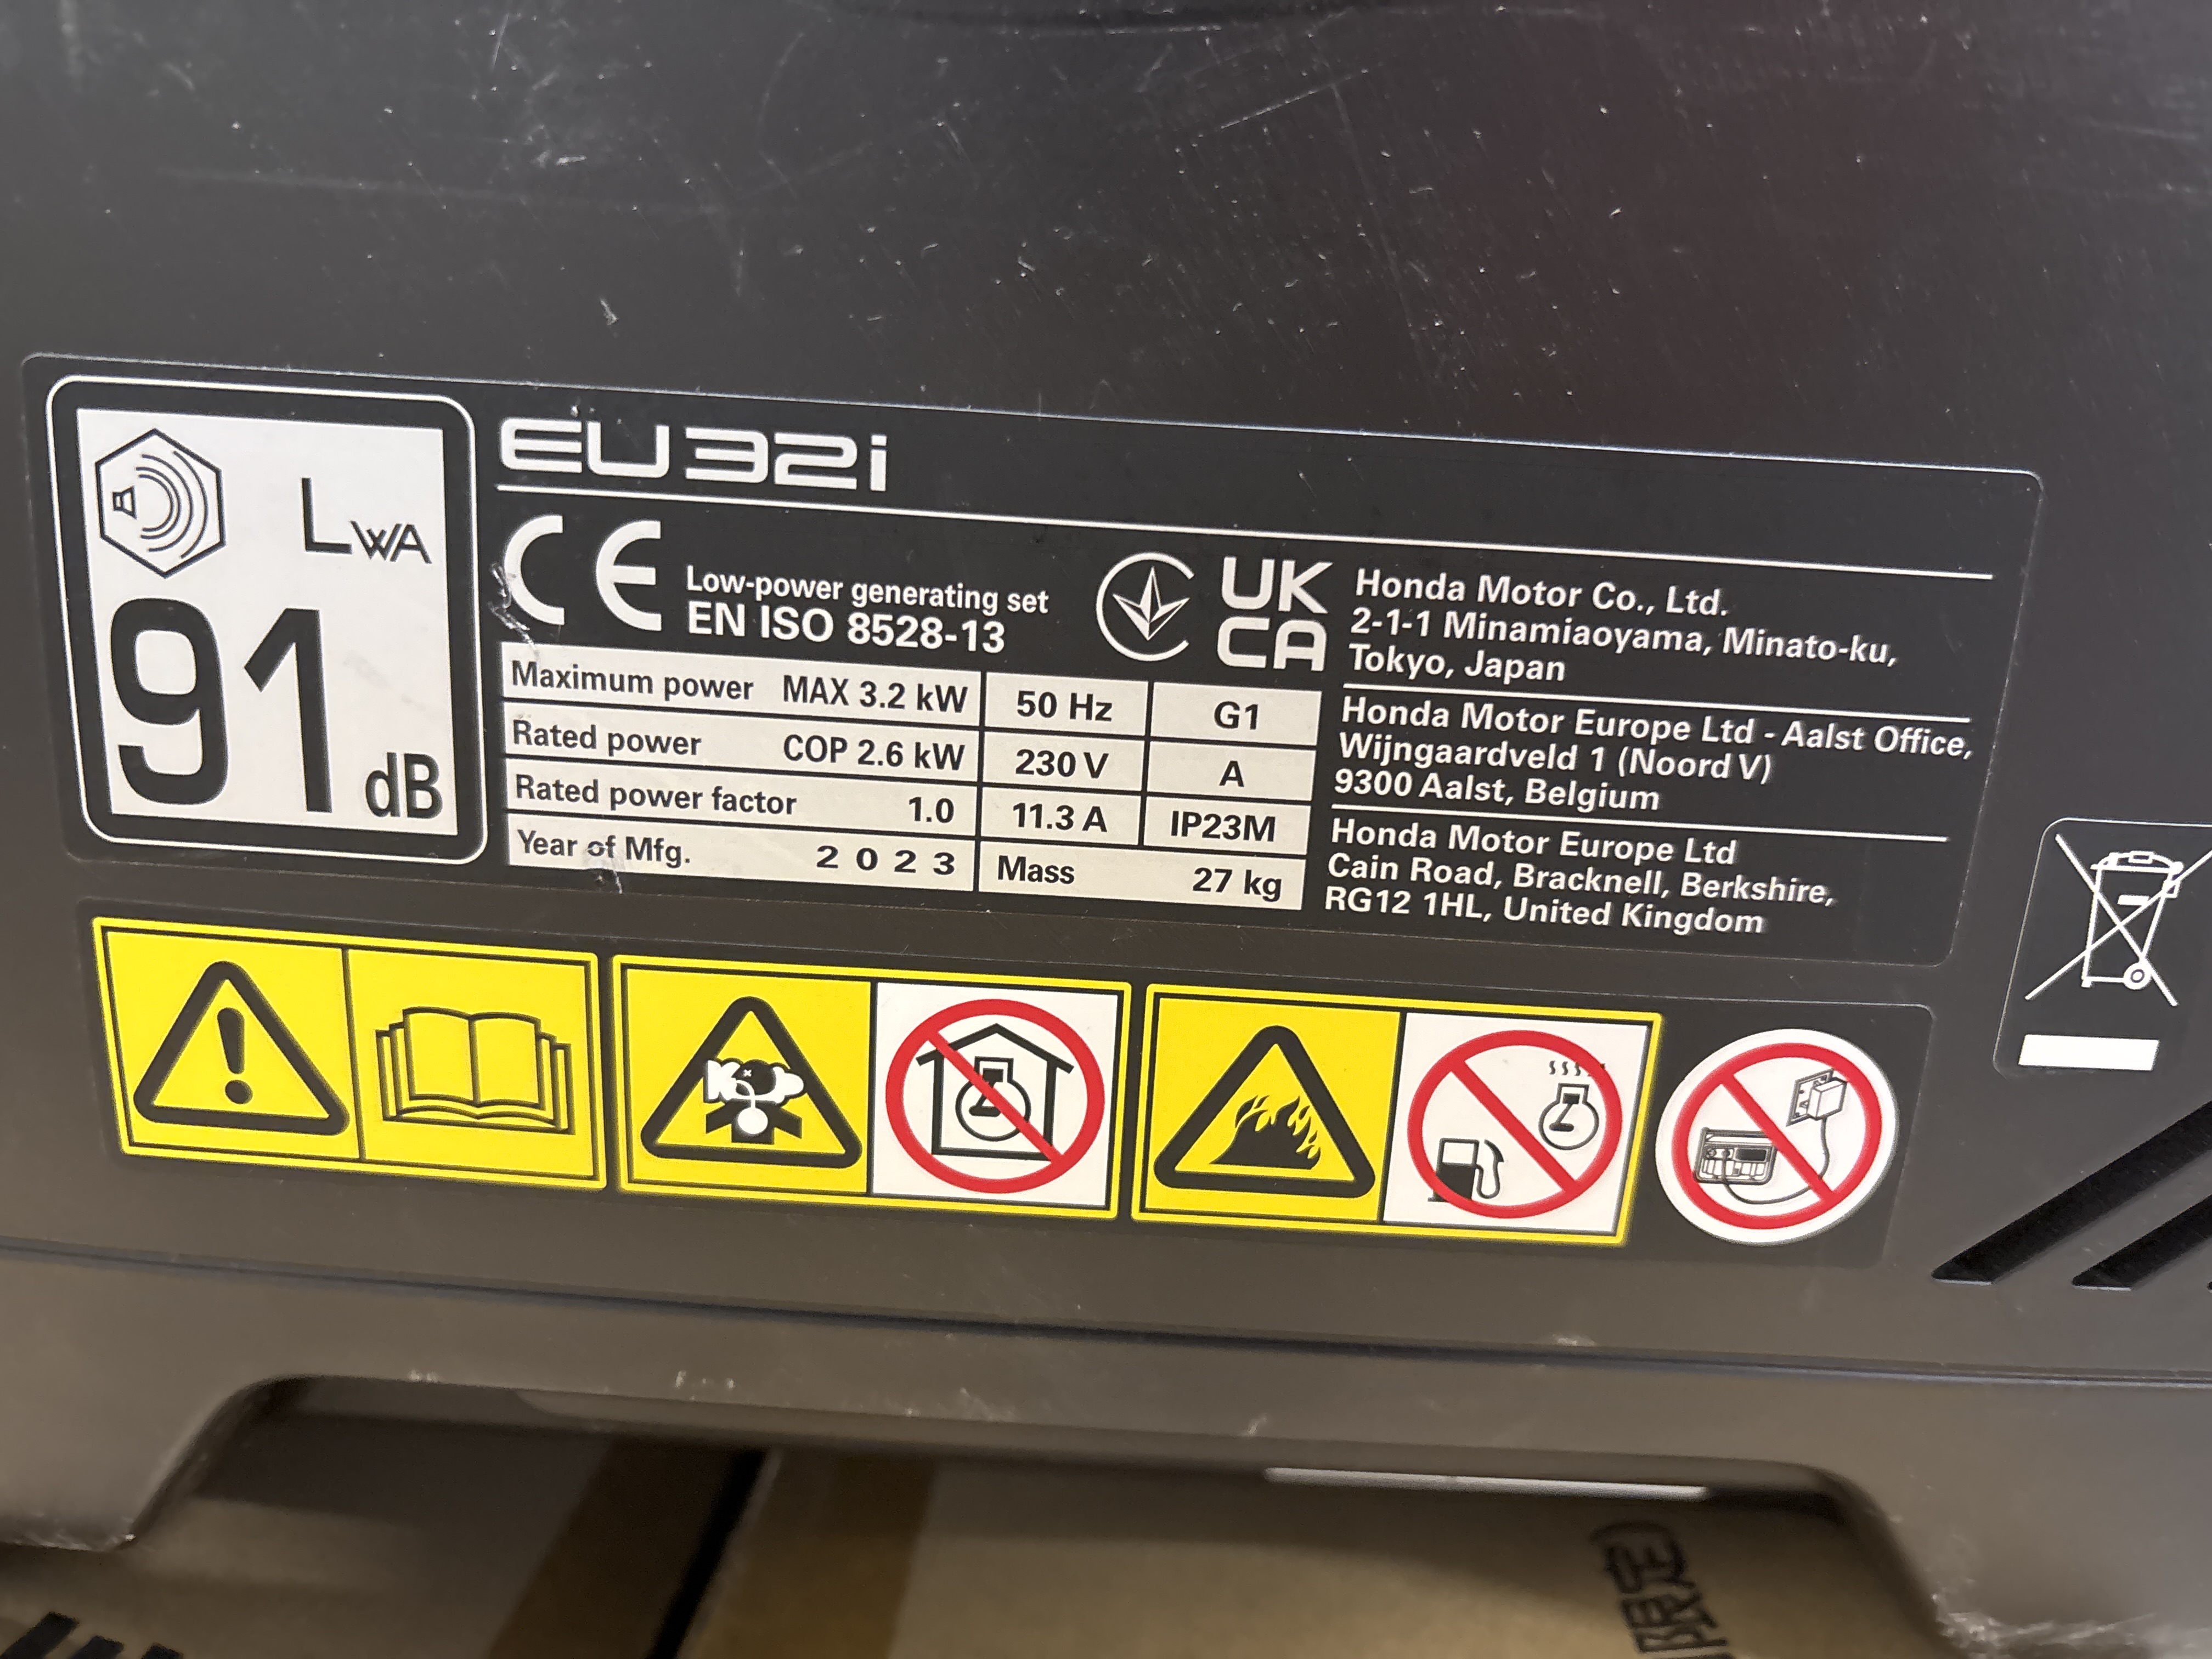 EU32i
LWA
91 dB
CE
Low-power generating set
EN ISO 8528-13
UK
CA
Maximum power MAX 3.2 kW 50 Hz G1
Rated power COP 2.6 kW 230 V A
Rated power factor 1.0 11.3 A IP23M
Year of Mfg. 2023 Mass 27 kg
Honda Motor Co., Ltd.
2-1-1 Minamiaoyama, Minato-ku,
Tokyo, Japan
Honda Motor Europe Ltd - Aalst Office,
Wijngaardveld 1 (Noord V)
9300 Aalst, Belgium
Honda Motor Europe Ltd
Cain Road, Bracknell, Berkshire,
RG12 1HL, United Kingdom
限定)